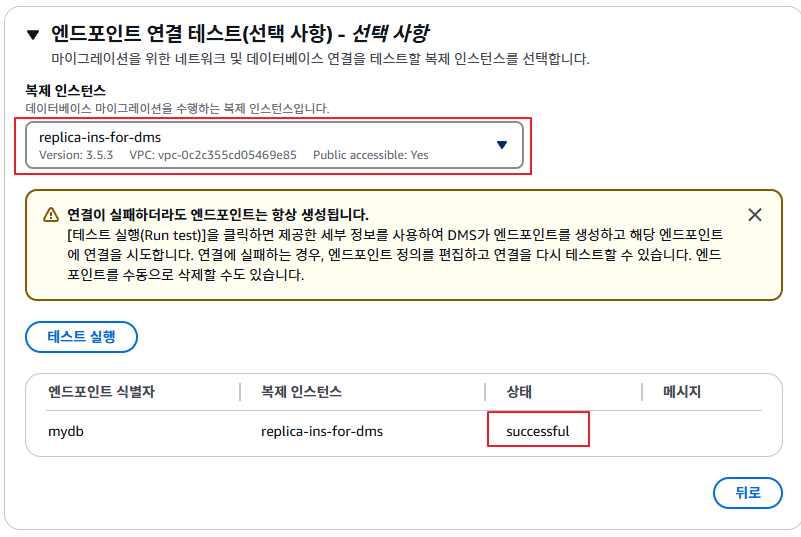 ▼ 엔드포인트 연결 테스트(선택 사항) - 선택 사항
마이그레이션을 위한 네트워크 및 데이터베이스 연결을 테스트할 복제 인스턴스를 선택합니다.
복제 인스턴스
데이터베이스 마이그레이션을 수행하는 복제 인스턴스입니다.
replica-ins-for-dms
Version: 3.5.3 VPC: vpc-0c2c355cd05469e85 Public accessible: Yes
연결이 실패하더라도 엔드포인트는 항상 생성됩니다.
[테스트 실행(Run test)]을 클릭하면 제공한 세부 정보를 사용하여 DMS가 엔드포인트를 생성하고 해당 엔드포인트
에 연결을 시도합니다. 연결에 실패하는 경우, 엔드포인트 정의를 편집하고 연결을 다시 테스트할 수 있습니다. 엔드
포인트를 수동으로 삭제할 수도 있습니다.
테스트 실행
엔드포인트 식별자 복제 인스턴스 상태 메시지
mydb replica-ins-for-dms successful
뒤로